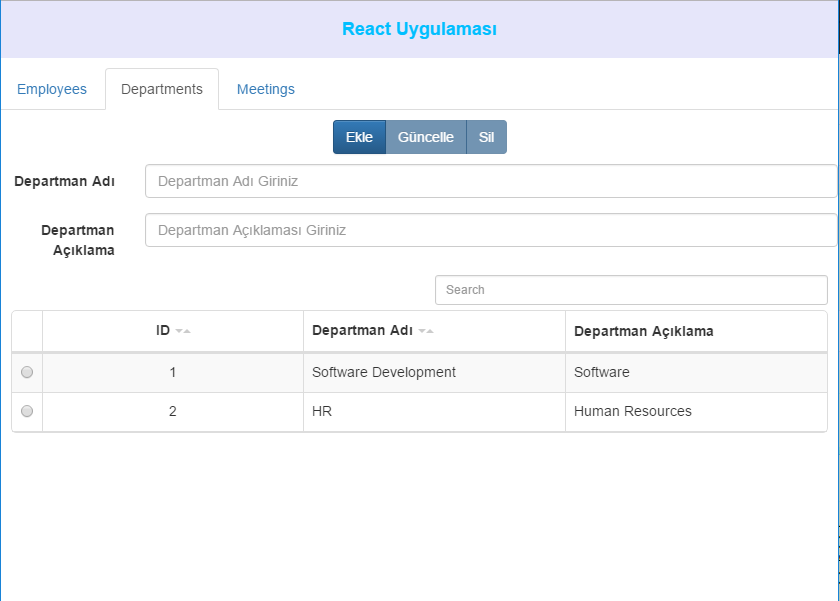 React Uygulaması
Employees Departments Meetings
Ekle Güncelle Sil
Departman Adı Departman Adı Giriniz
Departman Açıklama Departman Açıklaması Giriniz
Search
ID Departman Adı Departman Açıklama
1 Software Development Software
2 HR Human Resources